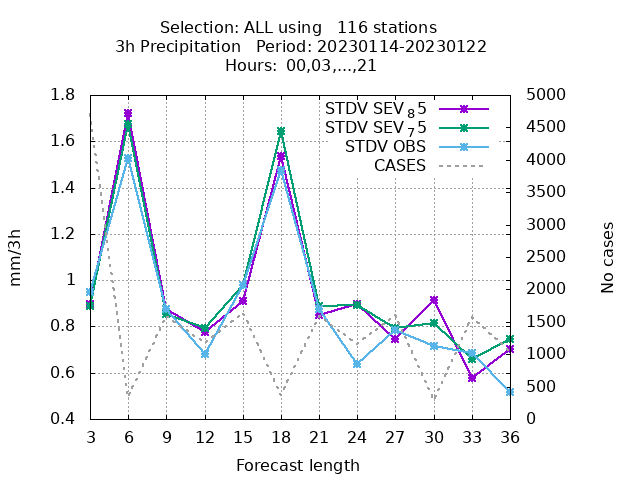 Selection: ALL using   116 stations
3h Precipitation   Period: 20230114-20230122
Hours:  00,03,...,21
STDV SEV 8 5
STDV SEV 7 5
STDV OBS
CASES
mm/3h
1.8
1.6
1.4
1.2
1
0.8
0.6
0.4
No cases
5000
4500
4000
3500
3000
2500
2000
1500
1000
500
0
3 6 9 12 15 18 21 24 27 30 33 36
Forecast length